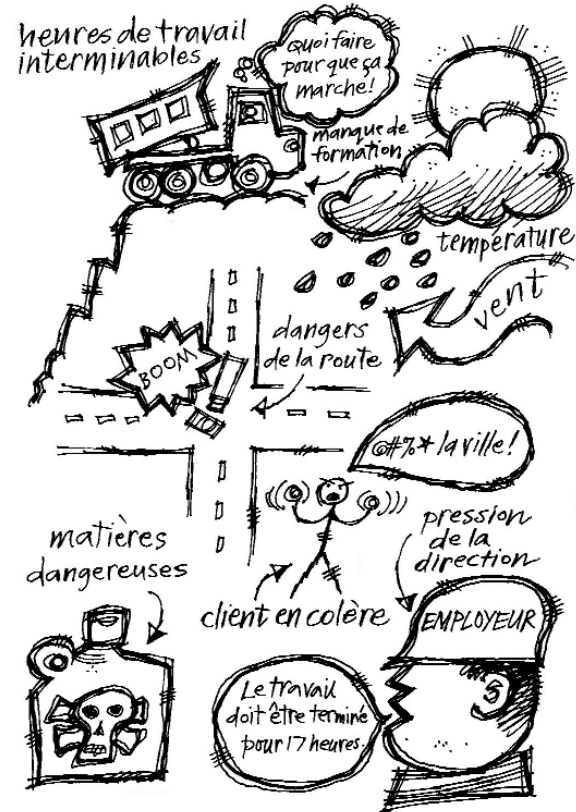 heures de travail
interminables
Quoi faire
pour que ça
marche!
manque de
formation
température
vent
dangers
de la route
BOOM
@#%* la ville!
pression
de la
direction
matières
dangereuses
client en colère
EMPLOYEUR
Le travail
doit être terminé
pour 17 heures.